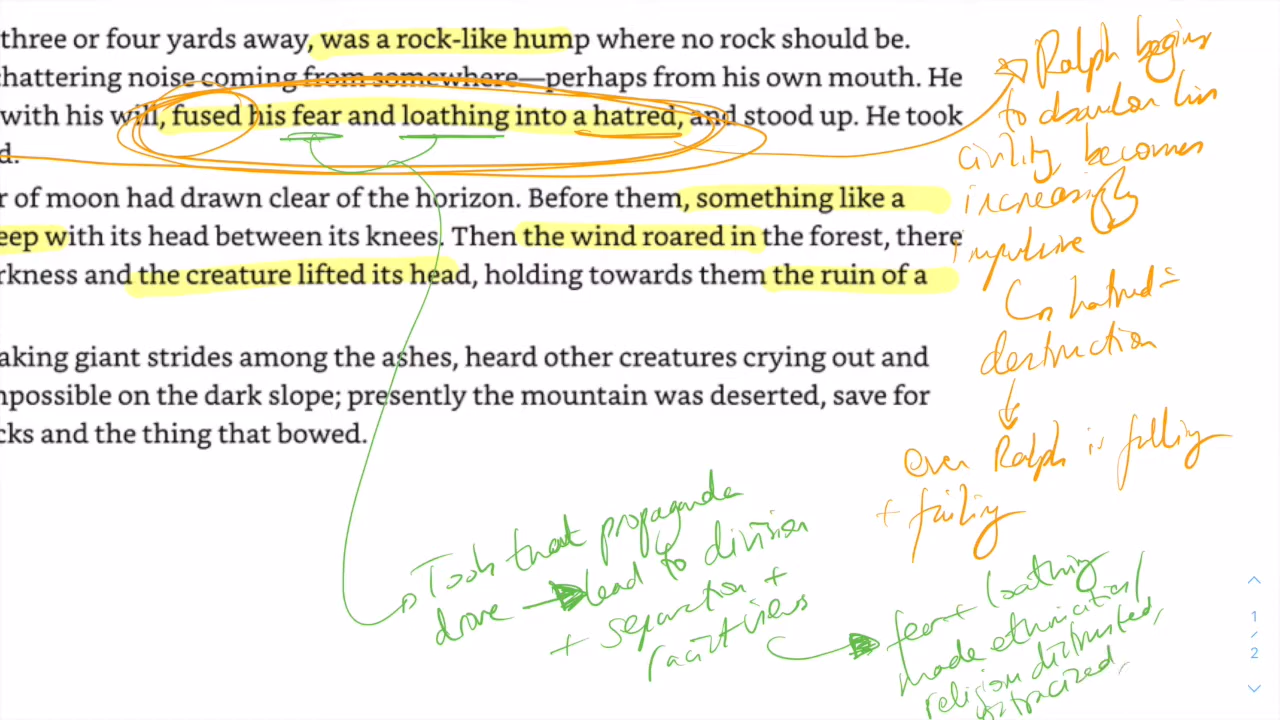 three or four yards away, was a rock-like hump where no rock should be.
chattering noise coming from somewhere—perhaps from his own mouth. He
with his will, fused his fear and loathing into a hatred, and stood up. He took
d.
r of moon had drawn clear of the horizon. Before them, something like a
eep with its head between its knees. Then the wind roared in the forest, there
rkness and the creature lifted its head, holding towards them the ruin of a
aking giant strides among the ashes, heard other creatures crying out and
mpossible on the dark slope; presently the mountain was deserted, save for
cks and the thing that bowed.
Ralph begins
to abandon his
civility, becomes
increasingly
impulsive
hatred =
destruction
even Ralph is falling
+ failing
Tools that propaganda
drove lead to division
+ separation +
racist views
fear + loathing
made ethnicities/
religion distrusted,
ostracized,
1
/
2